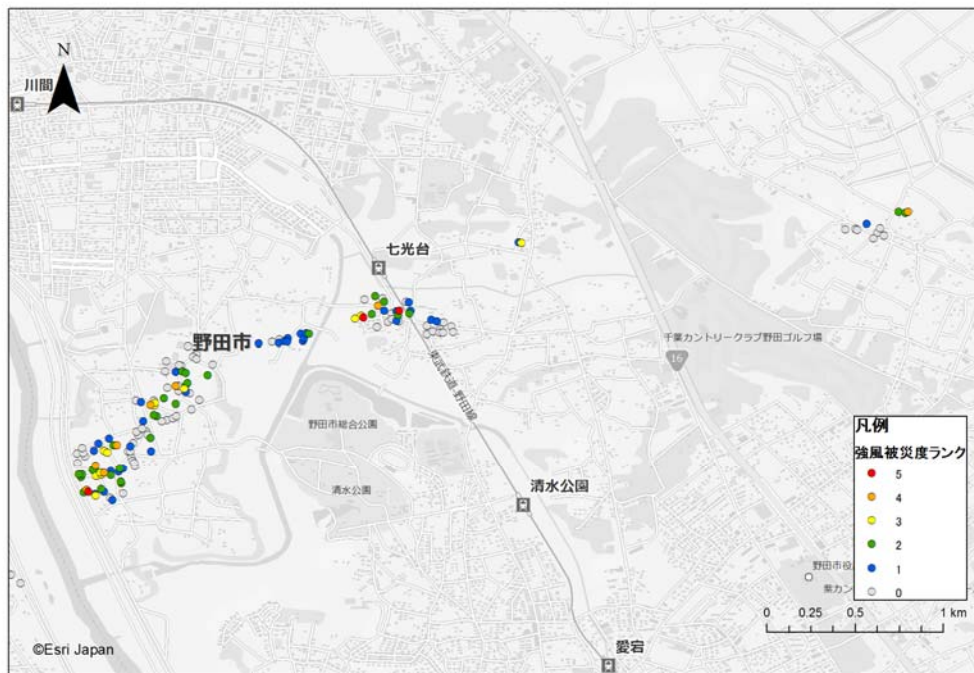 N
川間
七光台
野田市
千葉カントリークラブ野田ゴルフ場
16
東武鉄道-野田線
野田市総合公園
清水公園
清水公園
凡例
強風被災度ランク
5
4
3
2
1
0
野田市役
紫カン
0 0.25 0.5 1 km
愛宕
©Esri Japan